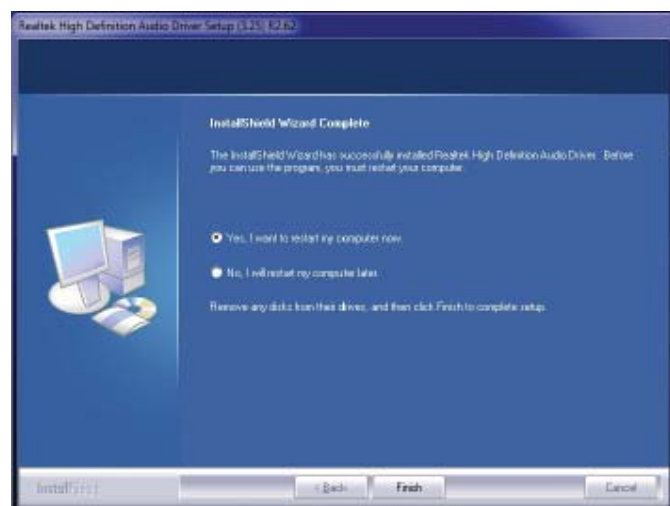 Realtek High Definition Audio Driver Setup (3.25) R2.62
InstallShield Wizard Complete
The InstallShield Wizard has successfully installed Realtek High Definition Audio Driver. Before
you can use the program, you must restart your computer.
Yes, I want to restart my computer now.
No, I will restart my computer later.
Remove any disks from their drives, and then click Finish to complete setup.
InstallShield
< Back
Finish
Cancel